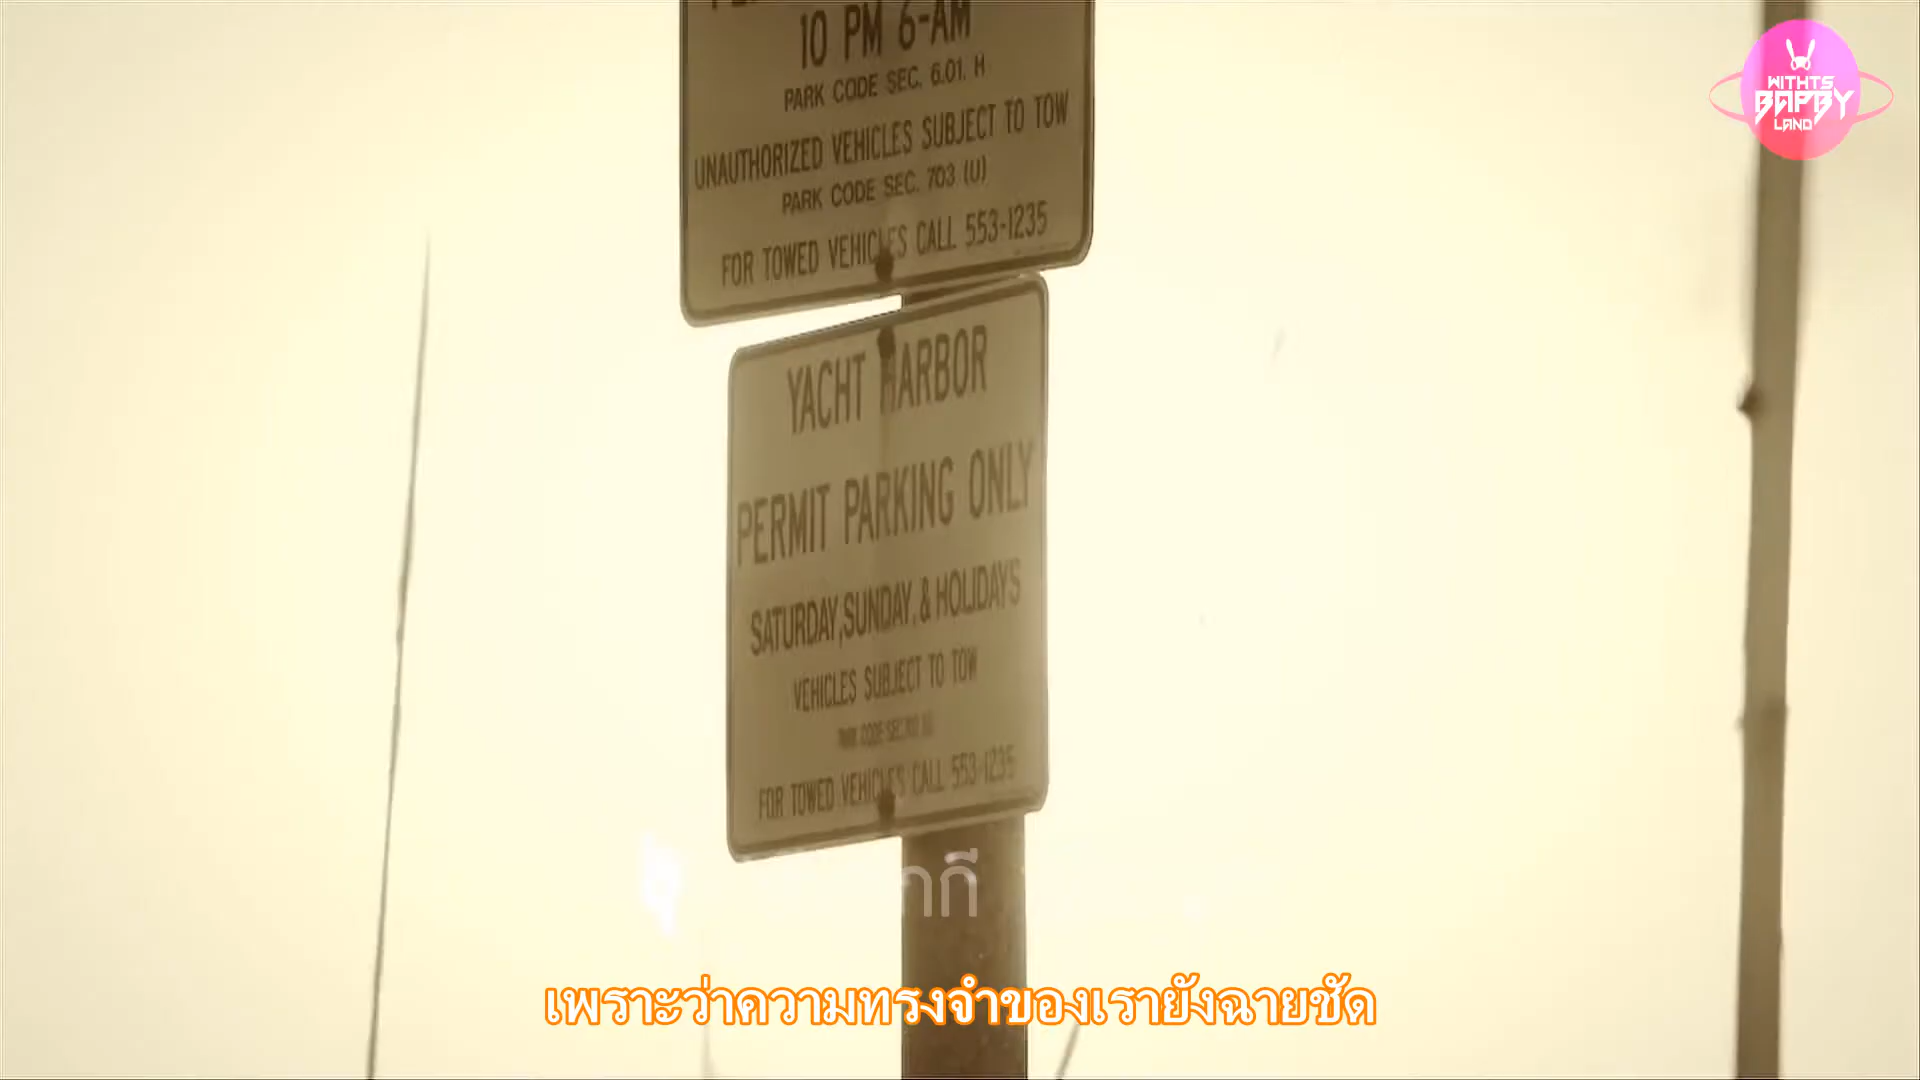 10 PM 6-AM
PARK CODE SEC. 6.01. H
UNAUTHORIZED VEHICLES SUBJECT TO TOW
PARK CODE SEC. 703 (U)
FOR TOWED VEHICLES CALL 553-1235
YACHT HARBOR
PERMIT PARKING ONLY
SATURDAY, SUNDAY, & HOLIDAYS
VEHICLES SUBJECT TO TOW
PARK CODE SEC.
FOR TOWED VEHICLES CALL 553-1235
WITHTS
BAPBY
LAND
เพราะว่าความทรงจำของเรายังฉายชัด